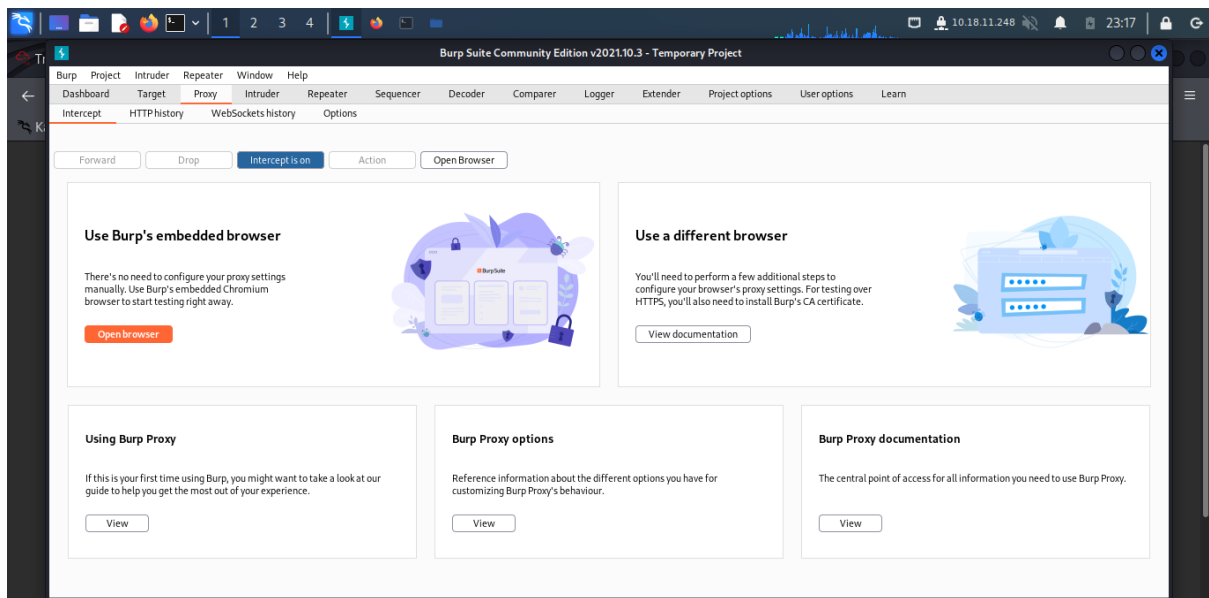 1 2 3 4 10.18.11.248 23:17
Burp Suite Community Edition v2021.10.3 - Temporary Project
Burp Project Intruder Repeater Window Help
Dashboard Target Proxy Intruder Repeater Sequencer Decoder Comparer Logger Extender Project options User options Learn
Intercept HTTP history WebSockets history Options
Forward Drop Intercept is on Action Open Browser
Use Burp's embedded browser
There's no need to configure your proxy settings
manually. Use Burp's embedded Chromium
browser to start testing right away.
Open browser
Burp Suite
Use a different browser
You'll need to perform a few additional steps to
configure your browser's proxy settings. For testing over
HTTPS, you'll also need to install Burp's CA certificate.
View documentation
Using Burp Proxy
If this is your first time using Burp, you might want to take a look at our
guide to help you get the most out of your experience.
View
Burp Proxy options
Reference information about the different options you have for
customizing Burp Proxy's behaviour.
View
Burp Proxy documentation
The central point of access for all information you need to use Burp Proxy.
View